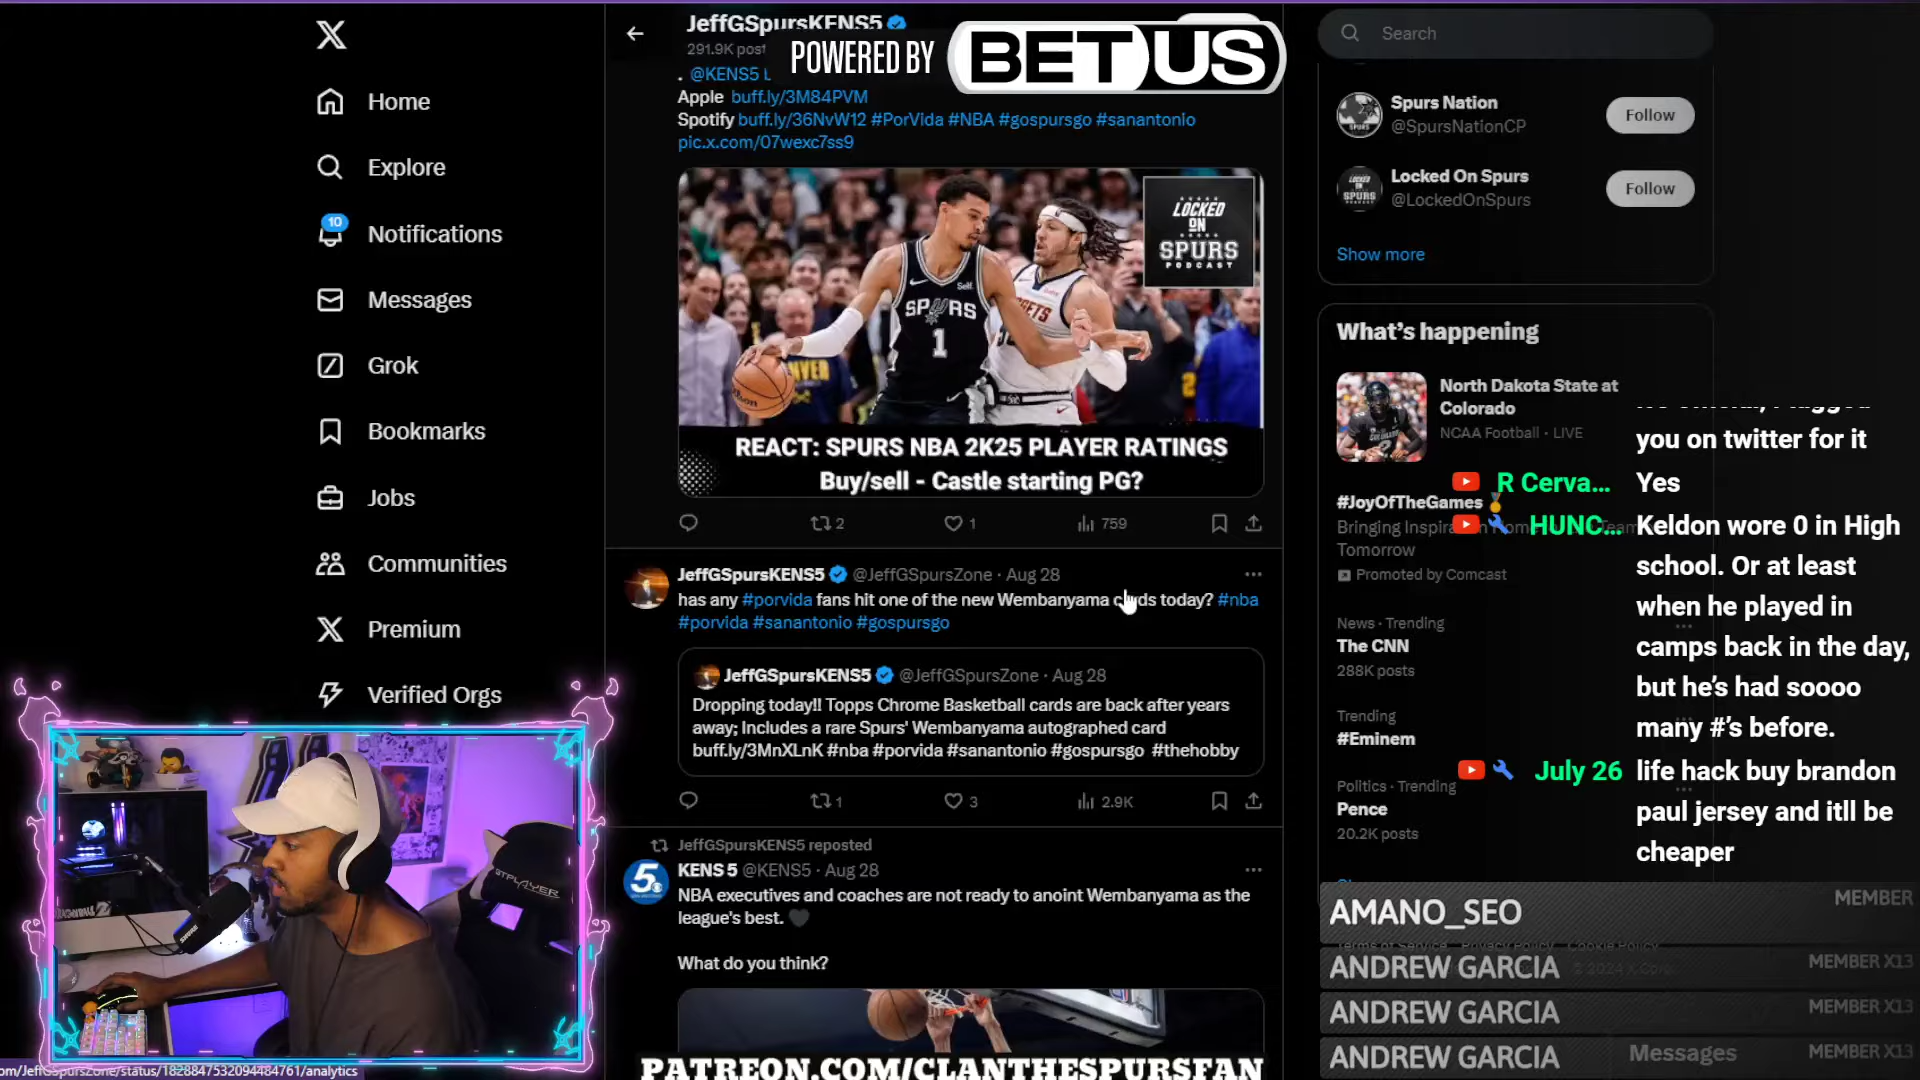 Home
Explore
10
Notifications
Messages
Grok
Bookmarks
Jobs
Communities
Premium
Verified Orgs
JeffGSpursKENS5
291.9K post
POWERED BY BETUS
. @KENS5
Apple buff.ly/3M84PVM
Spotify buff.ly/36NvW12 #PorVida #NBA #gospursgo #sanantonio
pic.x.com/07wexc7ss9
LOCKED
ON
SPURS
PODCAST
Self.
SPURS
1
REACT: SPURS NBA 2K25 PLAYER RATINGS
Buy/sell - Castle starting PG?
2
1
759
JeffGSpursKENS5 @JeffGSpursZone · Aug 28
has any #porvida fans hit one of the new Wembanyama cards today? #nba
#porvida #sanantonio #gospursgo
JeffGSpursKENS5 @JeffGSpursZone · Aug 28
Dropping today!! Topps Chrome Basketball cards are back after years
away; Includes a rare Spurs' Wembanyama autographed card
buff.ly/3MnXLnK #nba #porvida #sanantonio #gospursgo #thehobby
1
3
2.9K
JeffGSpursKENS5 reposted
KENS 5 @KENS5 · Aug 28
NBA executives and coaches are not ready to anoint Wembanyama as the
league's best.
What do you think?
PATREON.COM/CLANTHESPURSFAN
Search
Spurs Nation
@SpursNationCP
Follow
Locked On Spurs
@LockedOnSpurs
Follow
Show more
What's happening
North Dakota State at
Colorado
NCAA Football · LIVE
#JoyOfTheGames
Tomorrow
Promoted by Comcast
News · Trending
The CNN
288K posts
Trending
#Eminem
Politics · Trending
Pence
20.2K posts
you on twitter for it
R Cerva... Yes
HUNC... Keldon wore 0 in High
school. Or at least
when he played in
camps back in the day,
but he's had soooo
many #'s before.
July 26 life hack buy brandon
paul jersey and itll be
cheaper
AMANO_SEO MEMBER
ANDREW GARCIA MEMBER X13
ANDREW GARCIA MEMBER X13
ANDREW GARCIA MEMBER X13
Messages
om/JeffGSpursZone/status/1828847532094484761/analytics